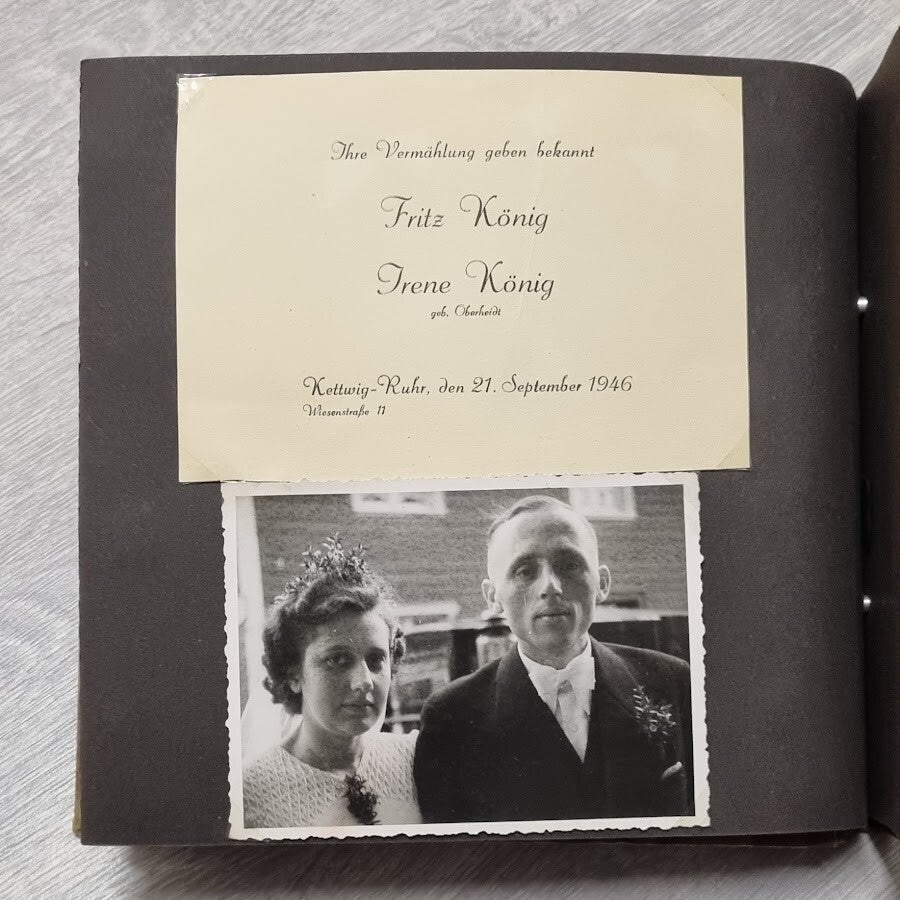 Ihre Vermählung geben bekannt
Fritz König
Irene König
geb. Oberheidt
Kettwig-Ruhr, den 21. September 1946
Wiesenstraße 11